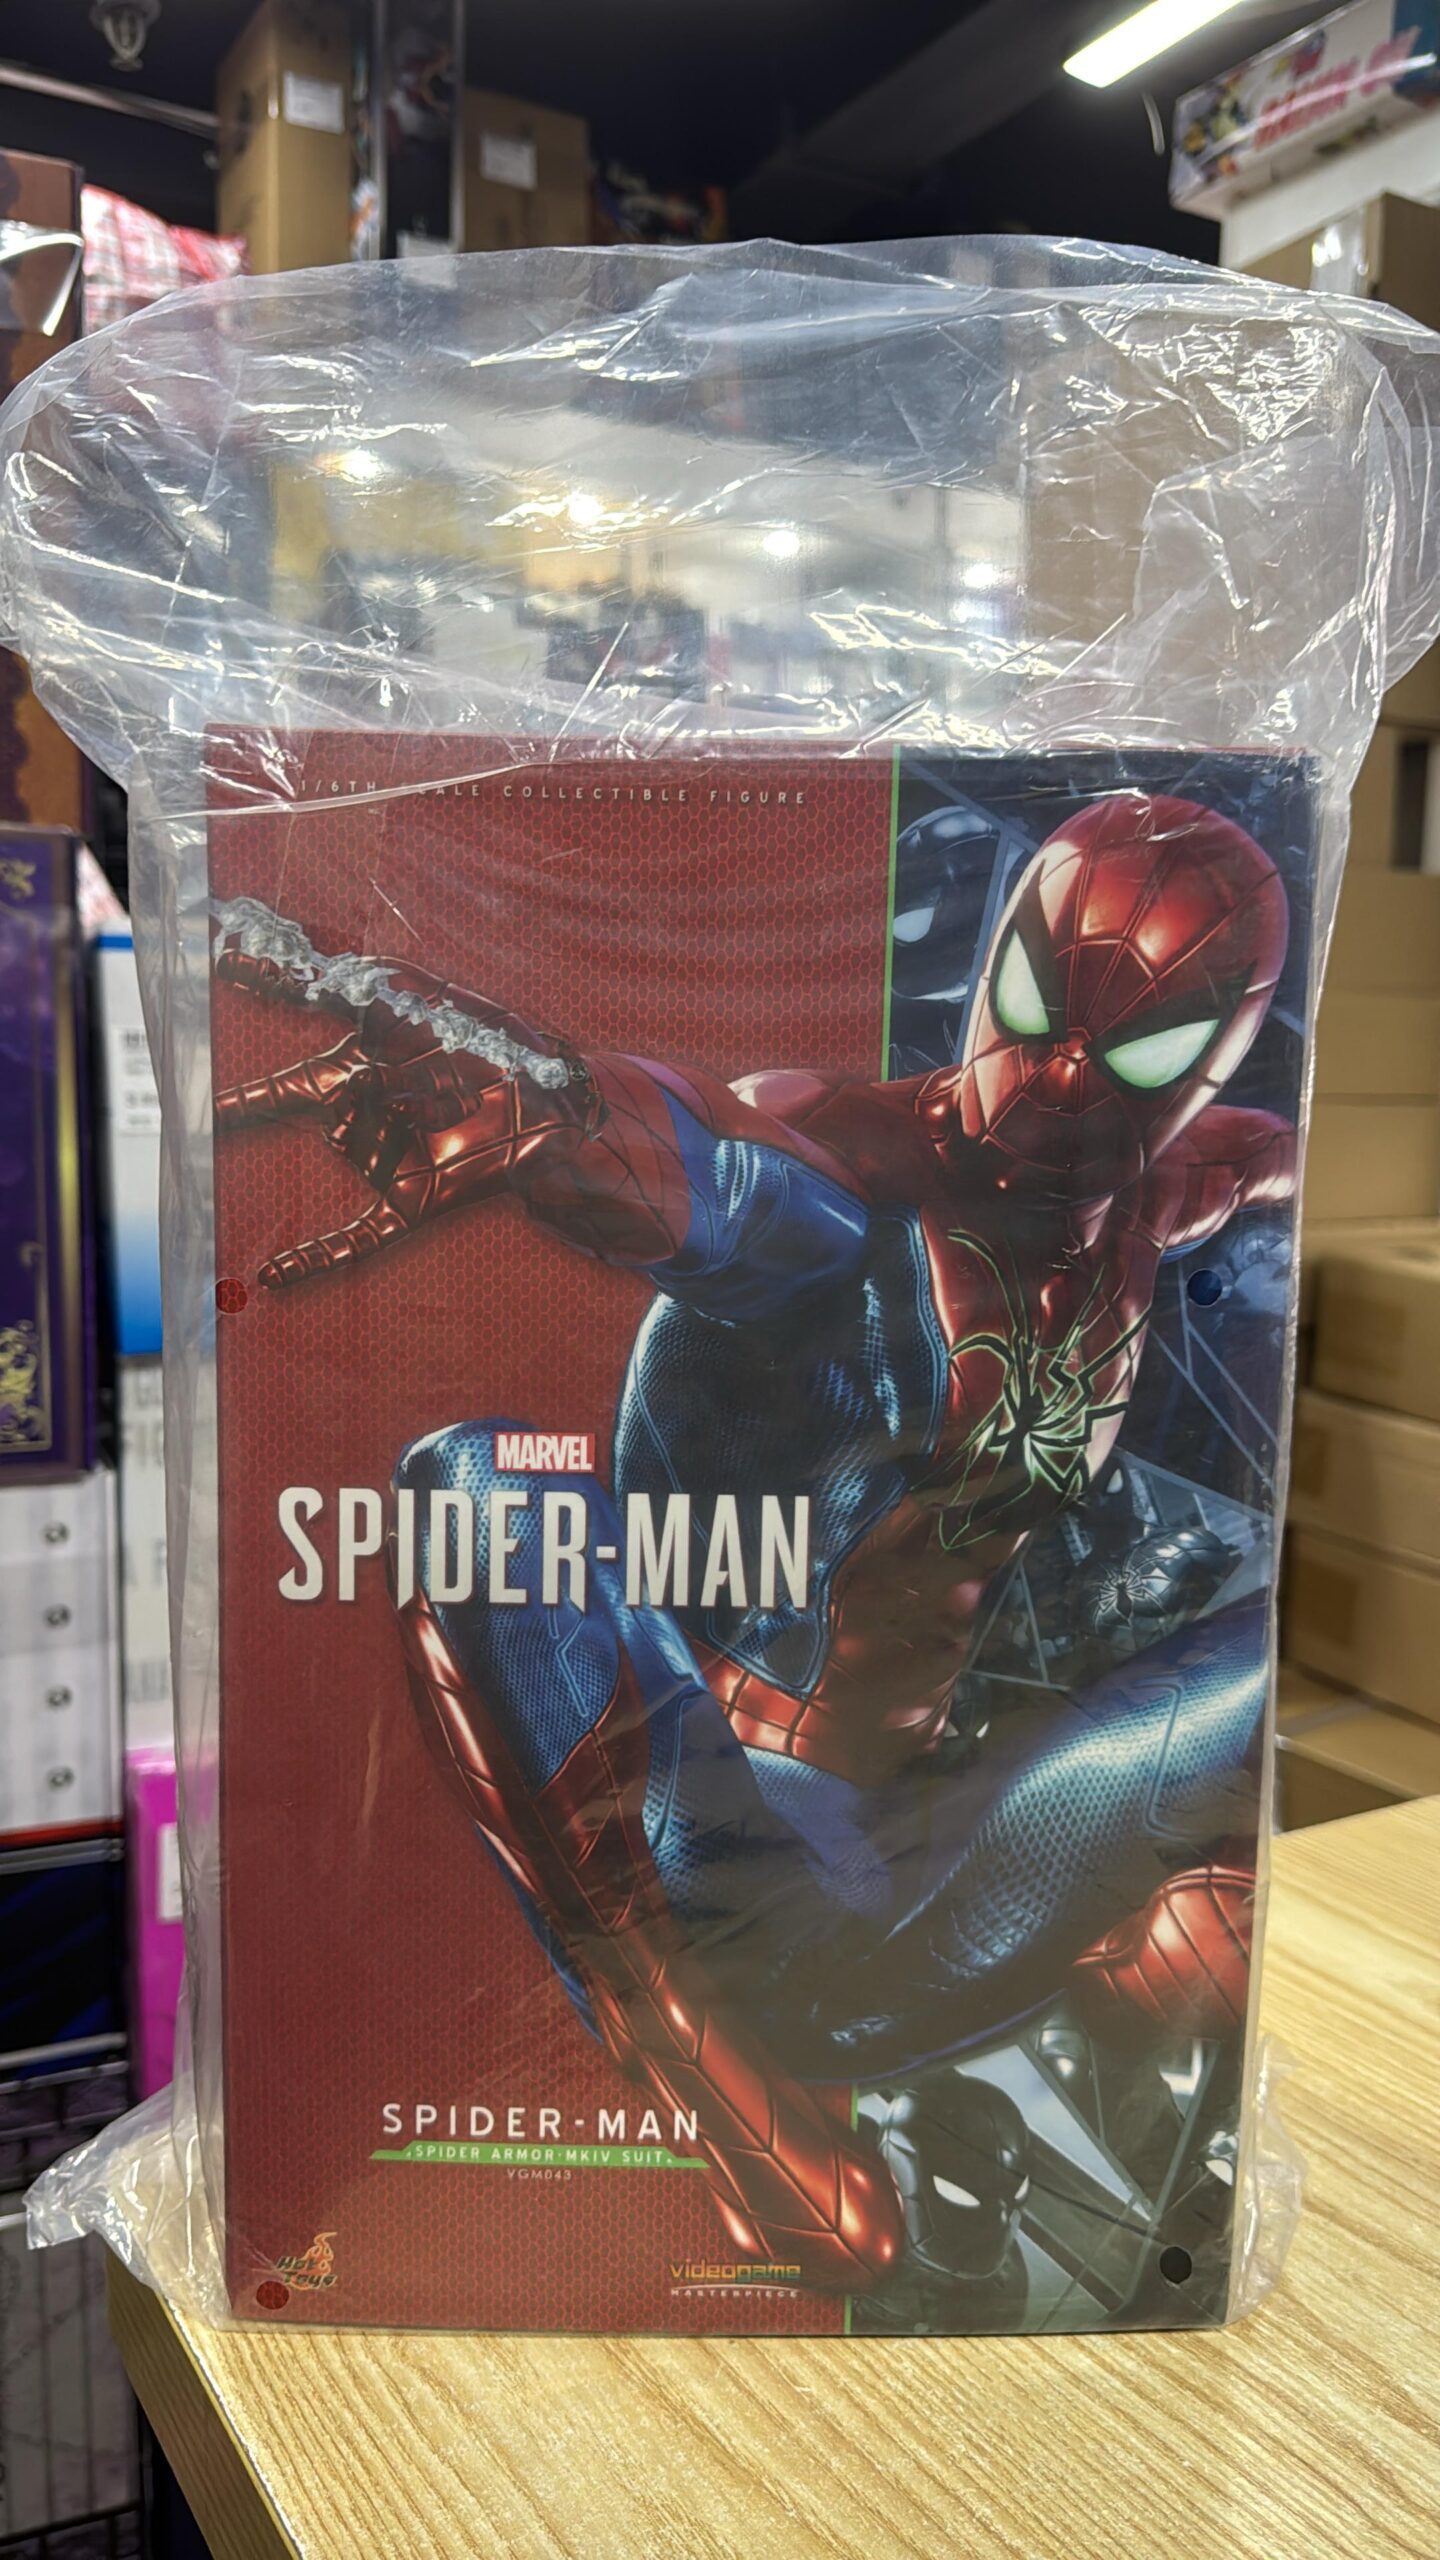 1/6TH SCALE COLLECTIBLE FIGURE
MARVEL
SPIDER-MAN
SPIDER-MAN
SPIDER ARMOR-MKIV SUIT
VGM043
Hot
Toys
videogame
MASTERPIECE